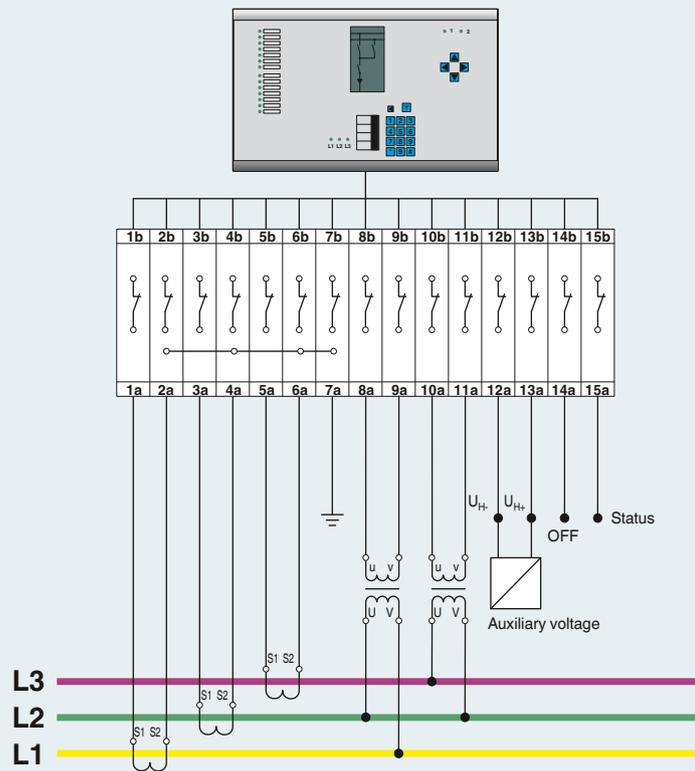 1 2
L1 L2 L3
1 2 3
4 5 6
7 8 9
1b 2b 3b 4b 5b 6b 7b 8b 9b 10b 11b 12b 13b 14b 15b
1a 2a 3a 4a 5a 6a 7a 8a 9a 10a 11a 12a 13a 14a 15a
UH- UH+
Status
OFF
u v u v
U V U V
Auxiliary voltage
S1 S2
L3
S1 S2
L2
S1 S2
L1